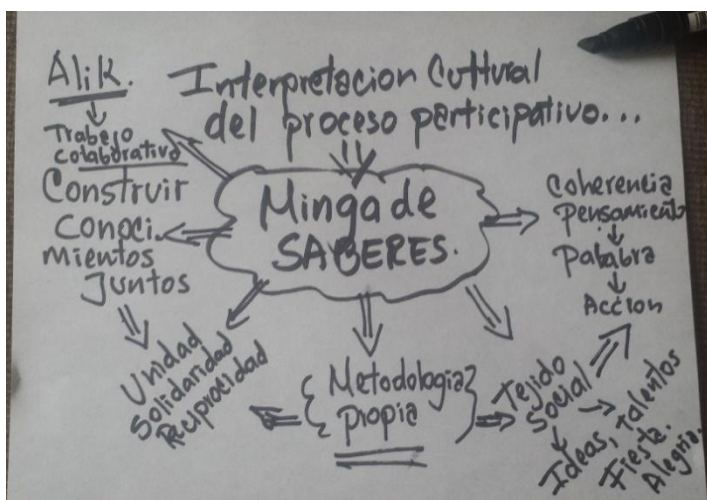 Alik.
Trabajo
colaborativo
Interpretacion Cultural
del proceso participativo...
Minga de
SABERES.
Construir
Conoci.
mientos
Juntos
Coherencia
Pensamiento
Palabra
Acción
Unidad
Solidaridad
Reciprocidad
Metodologia
propia
Tejido
Social
Ideas, talentos
Fiesta.
Alegria.